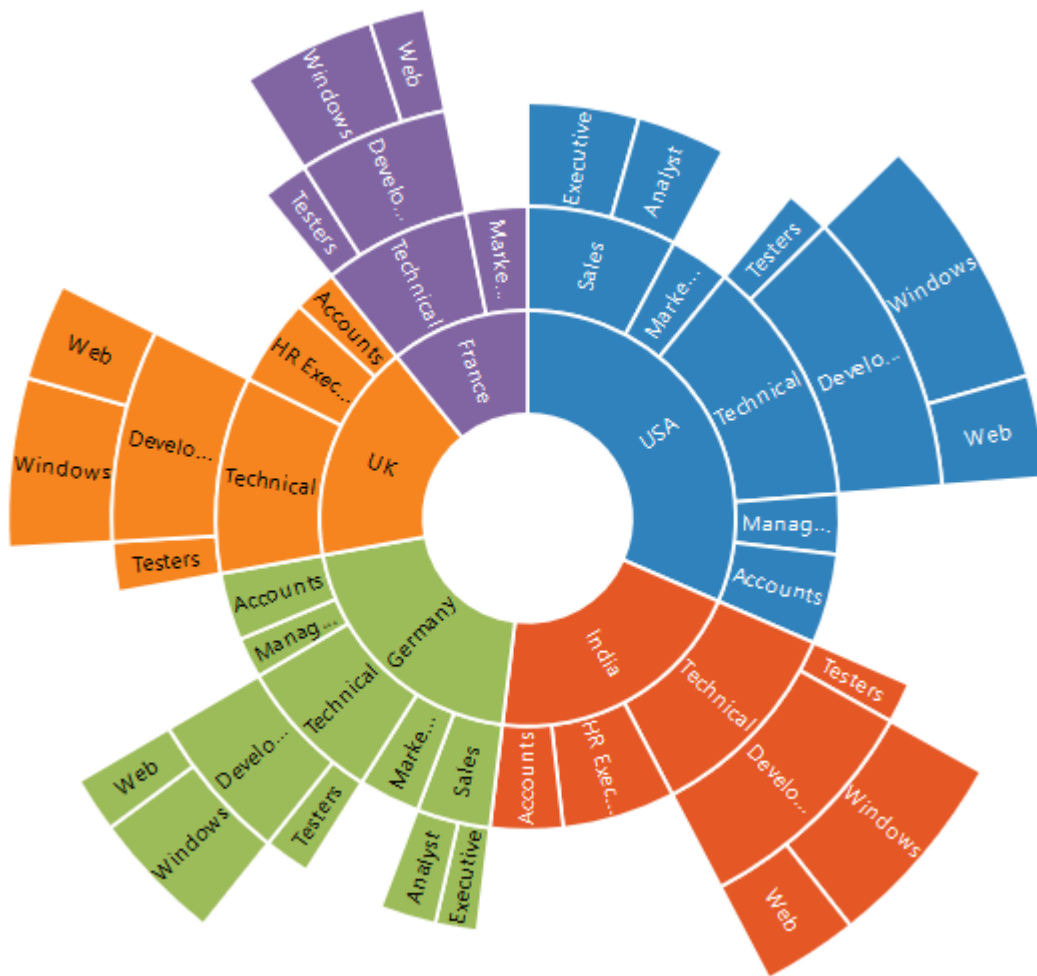 USA
Sales
Executive
Analyst
Marke...
Technical
Testers
Develo...
Windows
Web
Manag...
Accounts
India
Technical
Testers
Develo...
Windows
Web
HR Exec...
Accounts
Germany
Sales
Executive
Analyst
Marke...
Technical
Testers
Develo...
Windows
Web
Manag...
Accounts
UK
Technical
Testers
Develo...
Windows
Web
HR Exec...
Accounts
France
Technical
Testers
Develo...
Windows
Web
Marke...